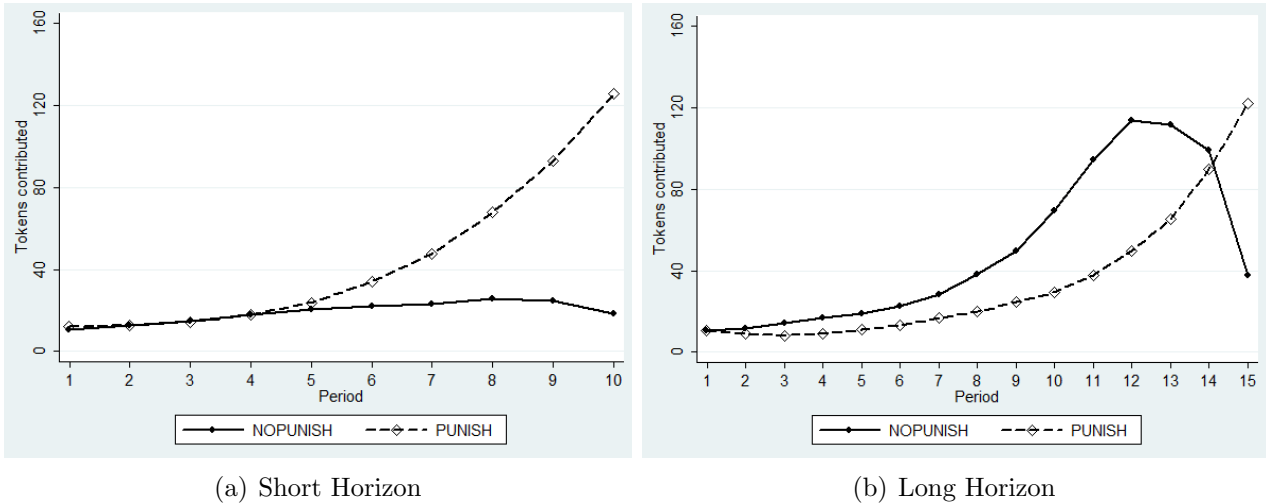 Tokens contributed
160
120
80
40
0
1 2 3 4 5 6 7 8 9 10
Period
NOPUNISH PUNISH
(a) Short Horizon
Tokens contributed
160
120
80
40
0
1 2 3 4 5 6 7 8 9 10 11 12 13 14 15
Period
NOPUNISH PUNISH
(b) Long Horizon